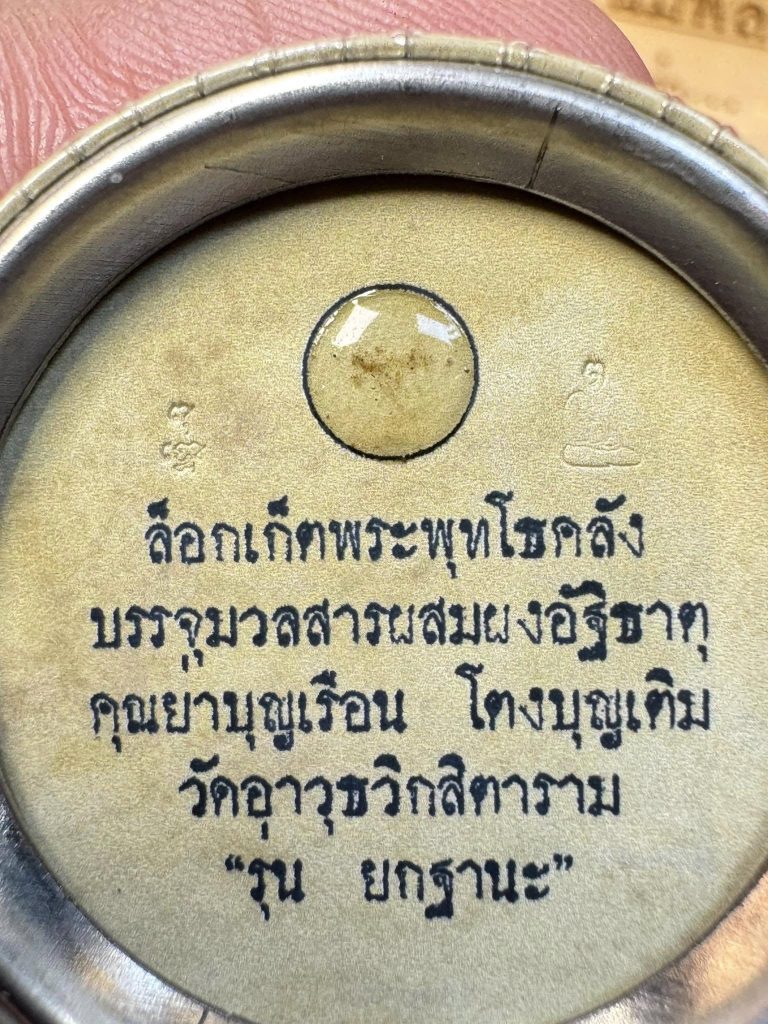 ล็อกเก็ตพระพุทโธคลัง
บรรจุมวลสารผสมผงอัฐิธาตุ
คุณย่าบุญเรือน โตงบุญเติม
วัดอาวุธวิกสิตาราม
“รุ่น ยกฐานะ”